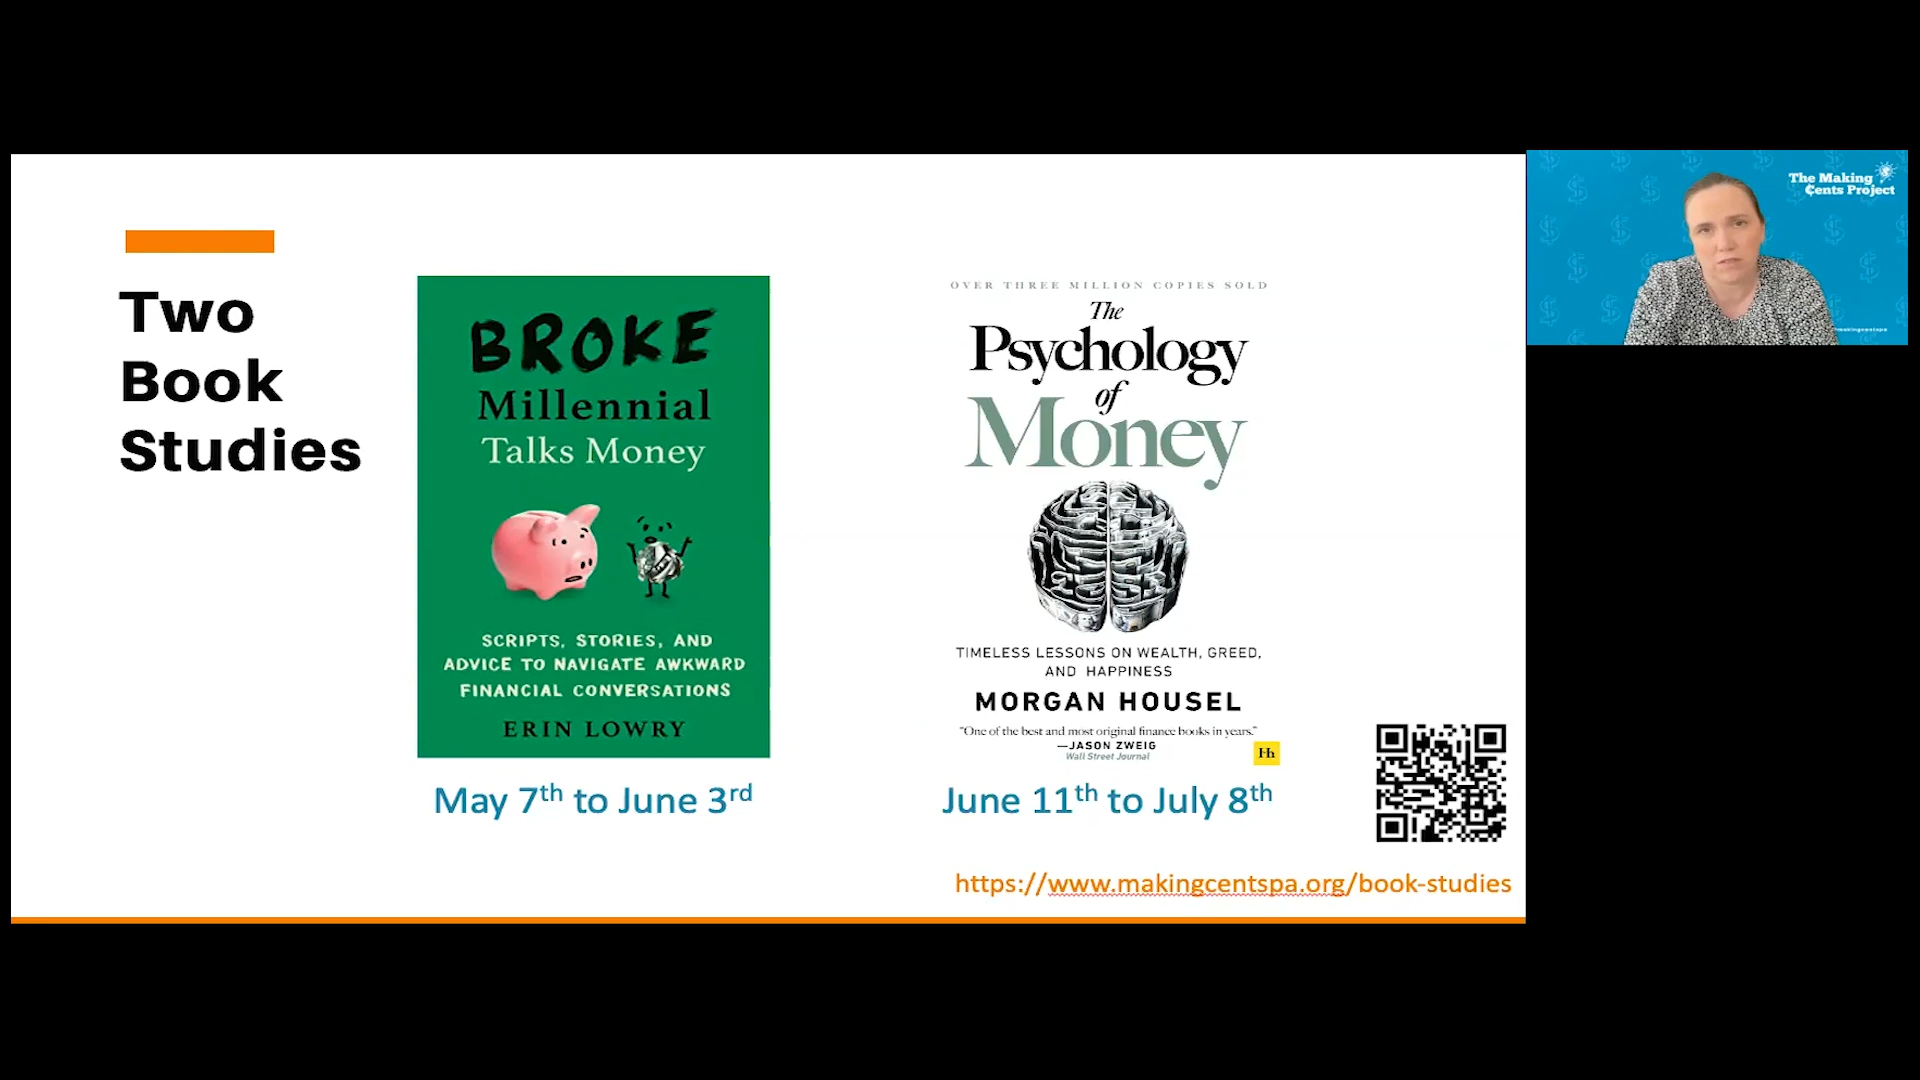 Two
Book
Studies
BROKE
Millennial
Talks Money
SCRIPTS, STORIES, AND
ADVICE TO NAVIGATE AWKWARD
FINANCIAL CONVERSATIONS
ERIN LOWRY
May 7th to June 3rd
OVER THREE MILLION COPIES SOLD
The
Psychology
of
Money
TIMELESS LESSONS ON WEALTH, GREED,
AND HAPPINESS
MORGAN HOUSEL
"One of the best and most original finance books in years."
—JASON ZWEIG
Wall Street Journal
Hh
June 11th to July 8th
https://www.makingcentspa.org/book-studies
The Making
¢ents Project
@makingcentspa